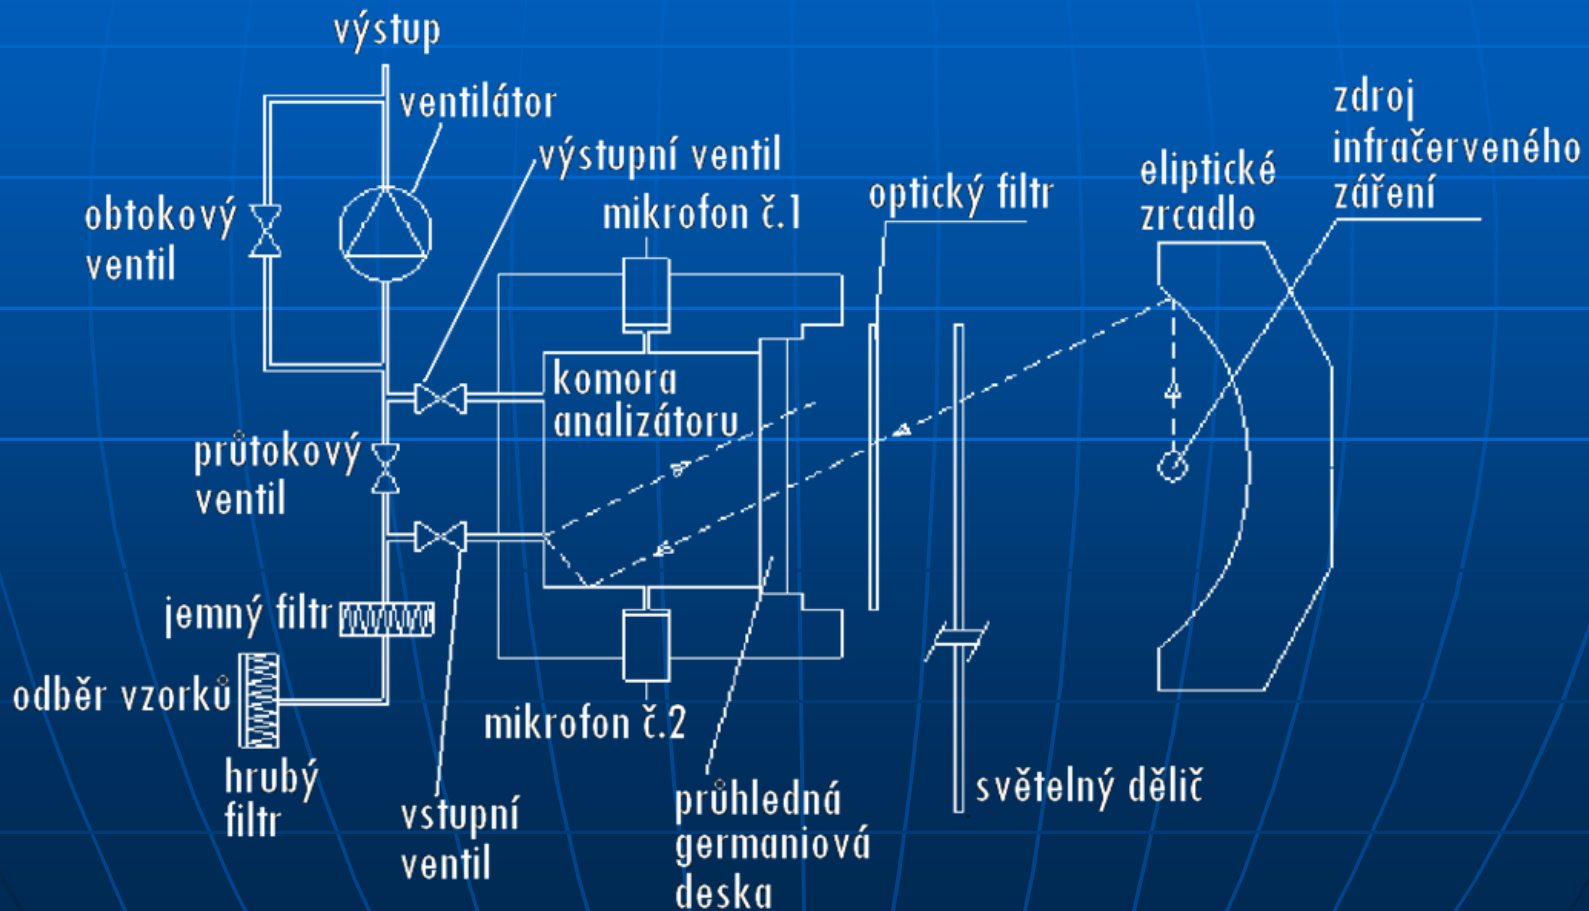 výstup
ventilátor
výstupní ventil
mikrofon č.1
obtokový
ventil
optický filtr
eliptické
zrcadlo
zdroj
infračerveného
záření
komora
analizátoru
průtokový
ventil
jemný filtr
odběr vzorků
hrubý
filtr
vstupní
ventil
mikrofon č.2
průhledná
germaniová
deska
světelný dělič